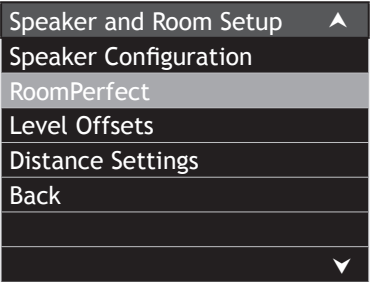 Speaker and Room Setup
Speaker Configuration
RoomPerfect
Level Offsets
Distance Settings
Back